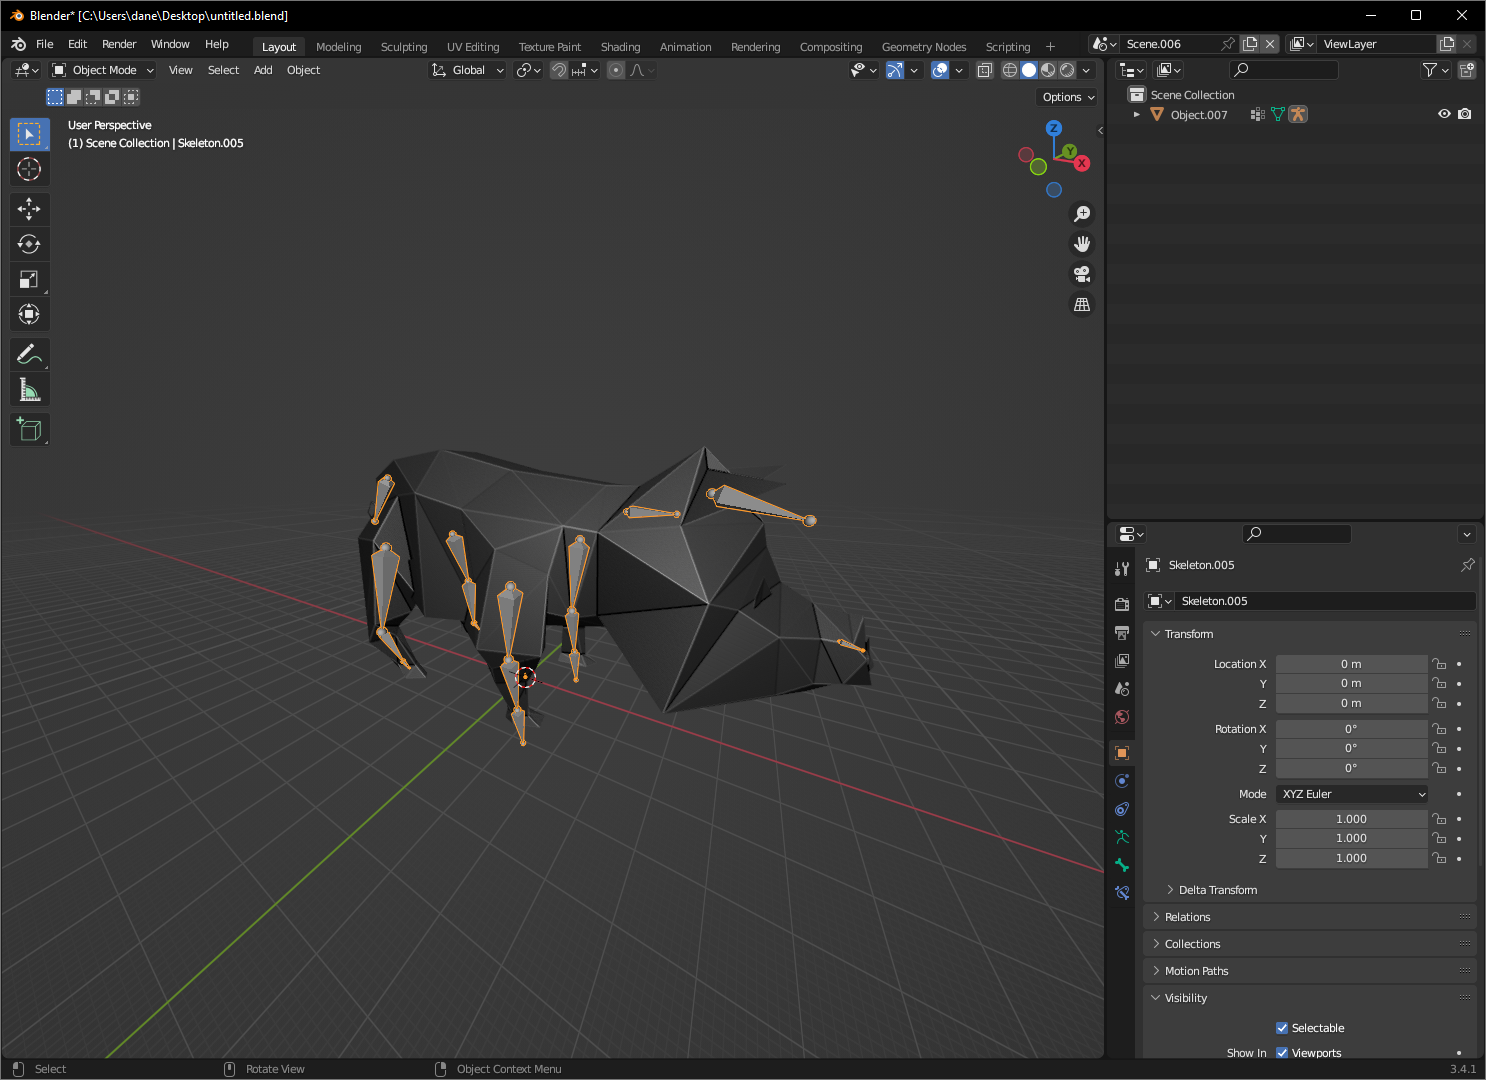 Blender* [C:\Users\dane\Desktop\untitled.blend]
File Edit Render Window Help
Layout Modeling Sculpting UV Editing Texture Paint Shading Animation Rendering Compositing Geometry Nodes Scripting +
Scene.006
ViewLayer
Object Mode View Select Add Object
Global
Options
User Perspective
(1) Scene Collection | Skeleton.005
Z
Y
X
Scene Collection
Object.007
Skeleton.005
Skeleton.005
Transform
Location X 0 m
Y 0 m
Z 0 m
Rotation X 0°
Y 0°
Z 0°
Mode XYZ Euler
Scale X 1.000
Y 1.000
Z 1.000
Delta Transform
Relations
Collections
Motion Paths
Visibility
Selectable
Show In Viewports
Select
Rotate View
Object Context Menu
3.4.1